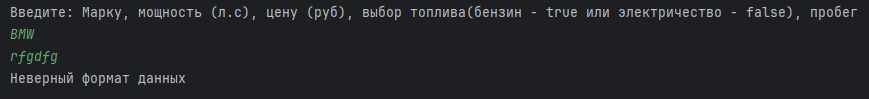 Введите: Марку, мощность (л.с), цену (руб), выбор топлива(бензин - true или электричество - false), пробег
BMW
rfgdfg
Неверный формат данных